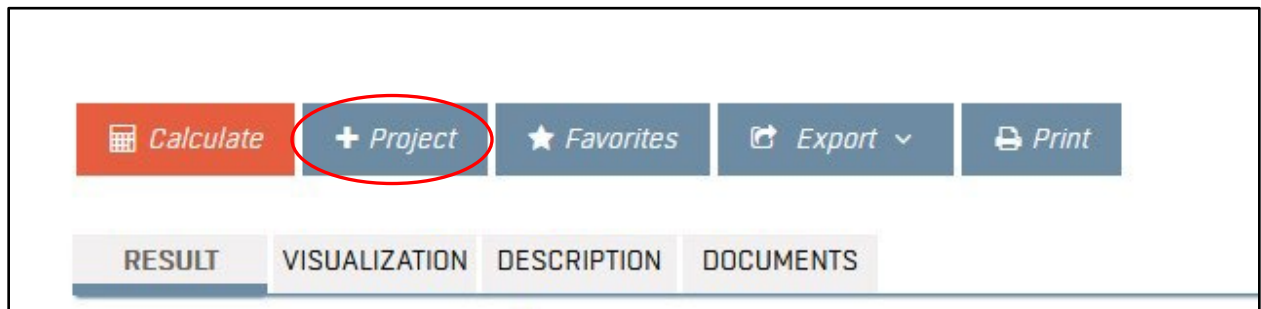 Calculate Project Favorites Export Print
RESULT VISUALIZATION DESCRIPTION DOCUMENTS